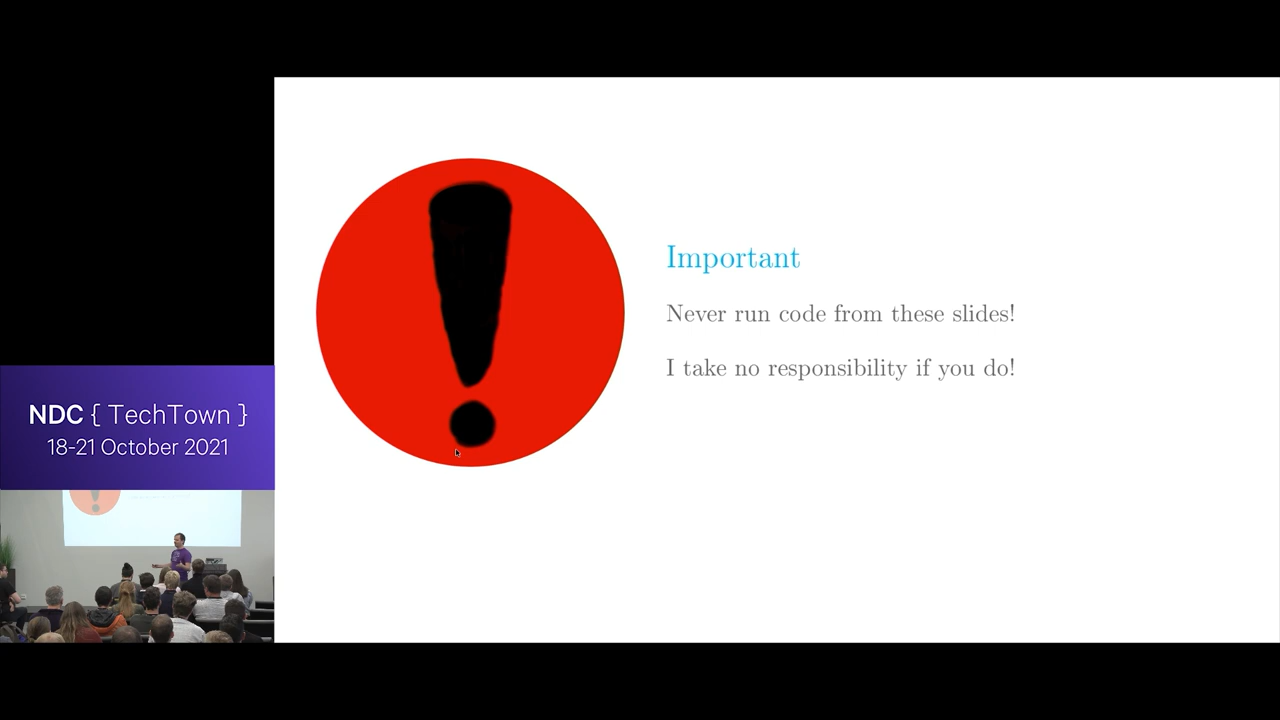 Important
Never run code from these slides!
I take no responsibility if you do!
NDC { TechTown }
18-21 October 2021